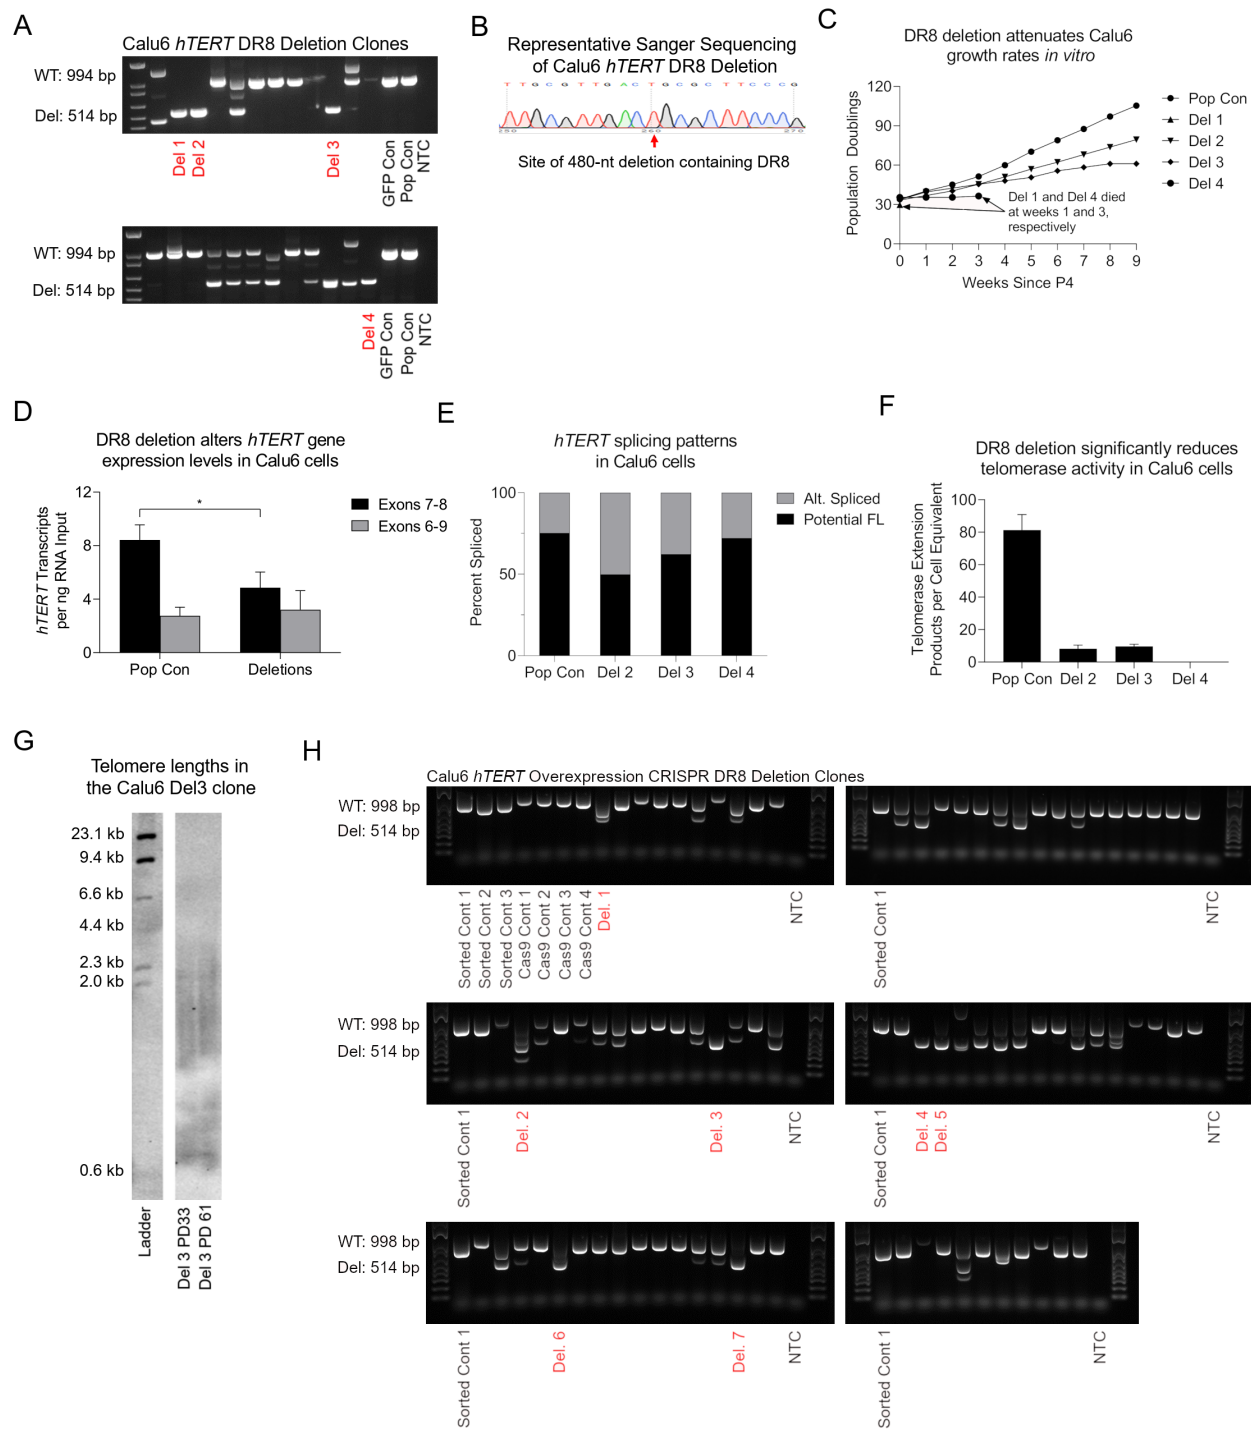 A
Calu6 hTERT DR8 Deletion Clones
WT: 994 bp
Del: 514 bp
Del 1
Del 2
Del 3
GFP Con
Pop Con
NTC
WT: 994 bp
Del: 514 bp
Del 4
GFP Con
Pop Con
NTC
B
Representative Sanger Sequencing
of Calu6 hTERT DR8 Deletion
T T G C G T T G A C T G C G C T T C C C G
250 260 270
Site of 480-nt deletion containing DR8
C
DR8 deletion attenuates Calu6
growth rates in vitro
Population Doublings
120
90
60
30
0
0 1 2 3 4 5 6 7 8 9
Weeks Since P4
Del 1 and Del 4 died
at weeks 1 and 3,
respectively
Pop Con
Del 1
Del 2
Del 3
Del 4
D
DR8 deletion alters hTERT gene
expression levels in Calu6 cells
hTERT Transcripts
per ng RNA Input
12
8
4
0
*
Pop Con Deletions
Exons 7-8
Exons 6-9
E
hTERT splicing patterns
in Calu6 cells
Percent Spliced
100
50
0
Pop Con Del 2 Del 3 Del 4
Alt. Spliced
Potential FL
F
DR8 deletion significantly reduces
telomerase activity in Calu6 cells
Telomerase Extension
Products per Cell Equivalent
100
80
60
40
20
0
Pop Con Del 2 Del 3 Del 4
G
Telomere lengths in
the Calu6 Del3 clone
23.1 kb
9.4 kb
6.6 kb
4.4 kb
2.3 kb
2.0 kb
0.6 kb
Ladder
Del 3 PD33
Del 3 PD 61
H
Calu6 hTERT Overexpression CRISPR DR8 Deletion Clones
WT: 998 bp
Del: 514 bp
Sorted Cont 1
Sorted Cont 2
Sorted Cont 3
Cas9 Cont 1
Cas9 Cont 2
Cas9 Cont 3
Cas9 Cont 4
Del. 1
NTC
Sorted Cont 1
NTC
WT: 998 bp
Del: 514 bp
Sorted Cont 1
Del. 2
Del. 3
NTC
Sorted Cont 1
Del. 4
Del. 5
NTC
WT: 998 bp
Del: 514 bp
Sorted Cont 1
Del. 6
Del. 7
NTC
Sorted Cont 1
NTC